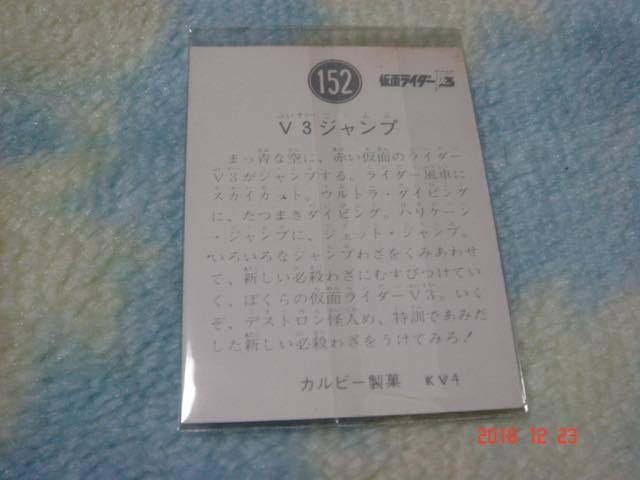 152 仮面ライダーV3
V3ジャンプ
まっ青な空に、赤い仮面のライダー
V3がジャンプする。ライダー風車に
スカイカット。ウルトラ・ダイビング
に、たつまきダイビング。ハリケーン
・ジャンプに、ジェット・ジャンプ。
いろいろなジャンプわざをくみあわせ
て、新しい必殺わざにむすびつけてい
く、ぼくらの仮面ライダーV3。いく
ぞ、デストロン怪人め、特訓であみだ
した新しい必殺わざをうけてみろ!
カルビー製菓 KV4
2018 12 23